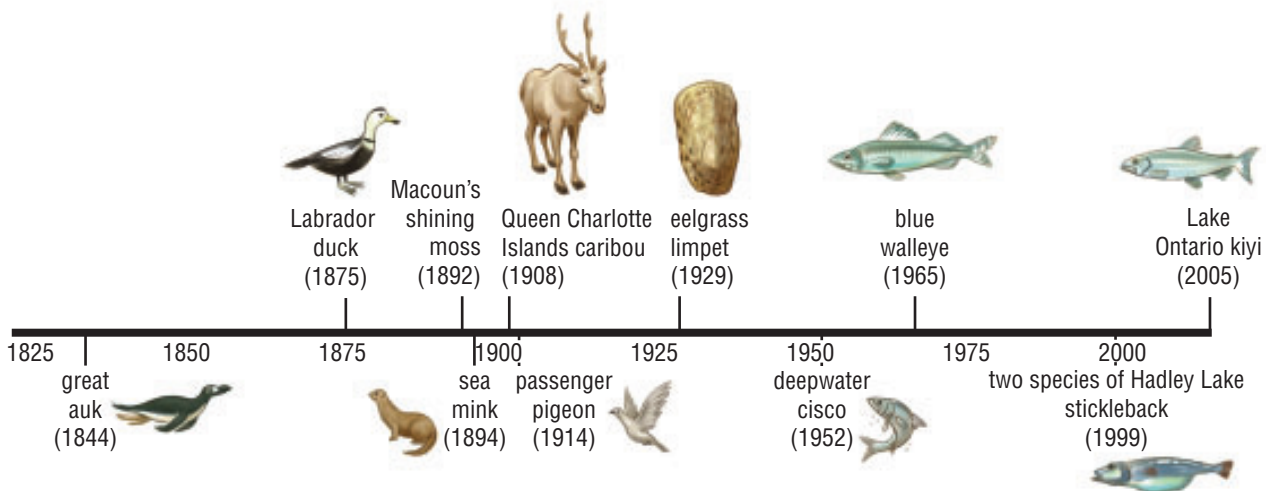 Labrador
duck
(1875)
Macoun's
shining
moss
(1892)
Queen Charlotte
Islands caribou
(1908)
eelgrass
limpet
(1929)
blue
walleye
(1965)
Lake
Ontario kiyi
(2005)
1825 1850 1875 1900 1925 1950 1975 2000
great
auk
(1844)
sea
mink
(1894)
passenger
pigeon
(1914)
deepwater
cisco
(1952)
two species of Hadley Lake
stickleback
(1999)